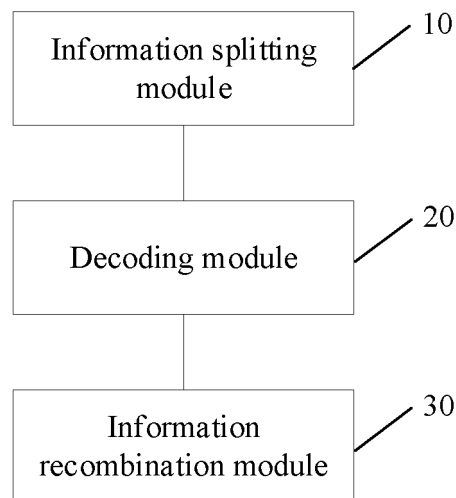 Information splitting
module
10
Decoding module
20
Information
recombination module
30